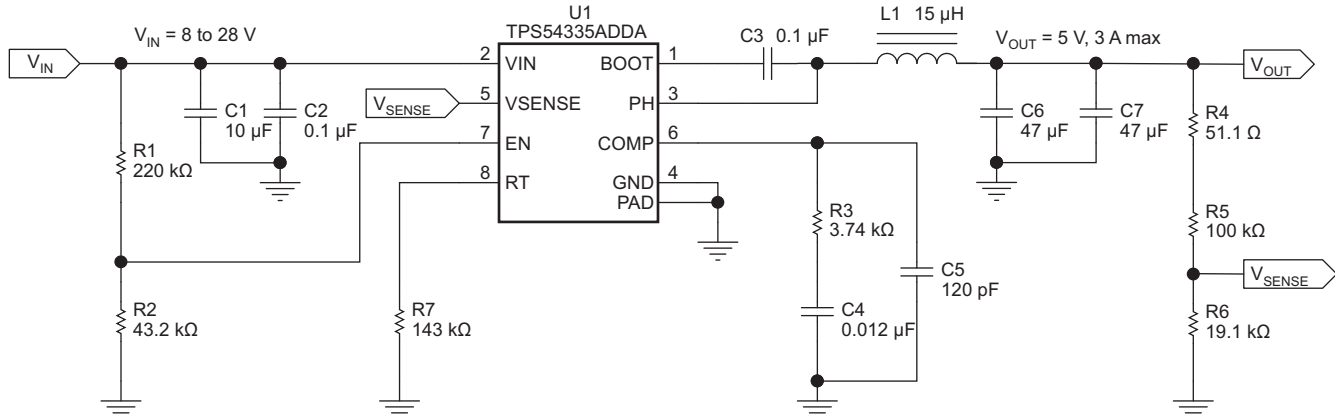 U1
TPS54335ADDA
V_IN = 8 to 28 V
V_IN
C3 0.1 µF
L1 15 µH
V_OUT = 5 V, 3 A max
V_OUT
2 VIN
BOOT 1
5 VSENSE
PH 3
7 EN
COMP 6
8 RT
GND 4
PAD
V_SENSE
C1
10 µF
C2
0.1 µF
R1
220 kΩ
R2
43.2 kΩ
R7
143 kΩ
R3
3.74 kΩ
C4
0.012 µF
C5
120 pF
C6
47 µF
C7
47 µF
R4
51.1 Ω
R5
100 kΩ
V_SENSE
R6
19.1 kΩ